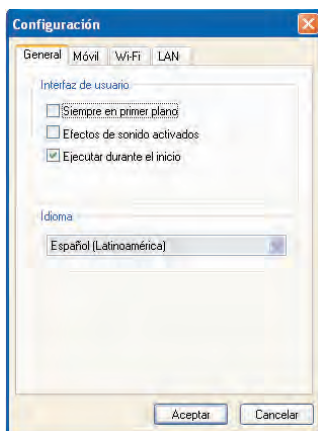 Configuración
General Móvil Wi-Fi LAN
Interfaz de usuario
Siempre en primer plano
Efectos de sonido activados
Ejecutar durante el inicio
Idioma
Español (Latinoamérica)
Aceptar Cancelar